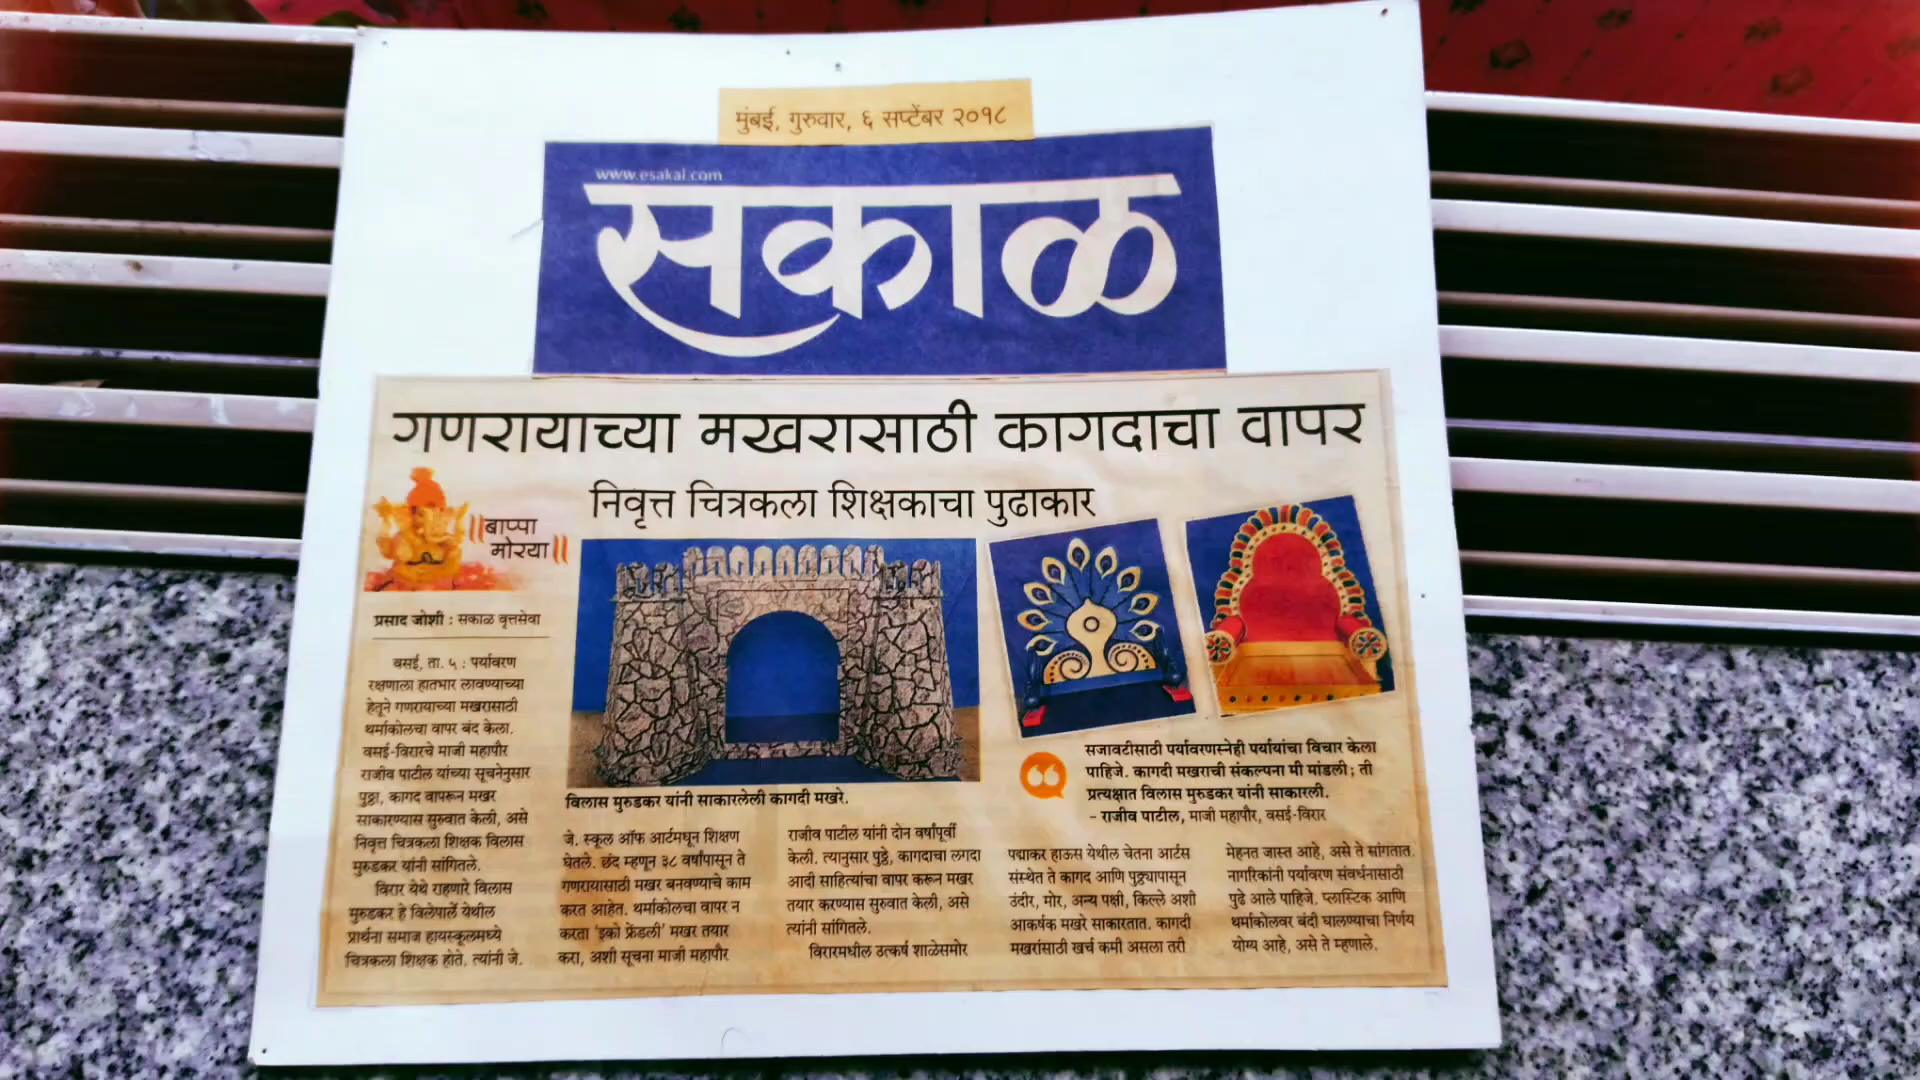 मुंबई, गुरुवार, ६ सप्टेंबर २०१८
www.esakal.com
सकाळ
गणरायाच्या मखरासाठी कागदाचा वापर
निवृत्त चित्रकला शिक्षकाचा पुढाकार
॥बाप्पा
मोरया॥
प्रसाद जोशी : सकाळ वृत्तसेवा
वसई, ता. ५ : पर्यावरण
रक्षणाला हातभार लावण्याच्या
हेतूने गणरायाच्या मखरासाठी
थर्माकोलचा वापर बंद केला.
वसई-विरारचे माजी महापौर
राजीव पाटील यांच्या सूचनेनुसार
पुठ्ठा, कागद वापरून मखर
साकारण्यास सुरुवात केली, असे
निवृत्त चित्रकला शिक्षक विलास
मुरुडकर यांनी सांगितले.
विरार येथे राहणारे विलास
मुरुडकर हे विलेपार्ले येथील
प्रार्थना समाज हायस्कूलमध्ये
चित्रकला शिक्षक होते. त्यांनी जे.
विलास मुरुडकर यांनी साकारलेली कागदी मखरे.
जे. स्कूल ऑफ आर्टमधून शिक्षण
घेतले. छंद म्हणून ३८ वर्षांपासून ते
गणरायासाठी मखर बनवण्याचे काम
करत आहेत. थर्माकोलचा वापर न
करता ‘इको फ्रेंडली’ मखर तयार
करा, अशी सूचना माजी महापौर
राजीव पाटील यांनी दोन वर्षांपूर्वी
केली. त्यानुसार पुठ्ठे, कागदाचा लगदा
आदी साहित्यांचा वापर करून मखर
तयार करण्यास सुरुवात केली, असे
त्यांनी सांगितले.
विरारमधील उत्कर्ष शाळेसमोर
सजावटीसाठी पर्यावरणस्नेही पर्यायांचा विचार केला
पाहिजे. कागदी मखराची संकल्पना मी मांडली; ती
प्रत्यक्षात विलास मुरुडकर यांनी साकारली.
- राजीव पाटील, माजी महापौर, वसई-विरार
पद्माकर हाऊस येथील चेतना आर्टस
संस्थेत ते कागद आणि पुठ्ठ्यापासून
उंदीर, मोर, अन्य पक्षी, किल्ले अशी
आकर्षक मखरे साकारतात. कागदी
मखरांसाठी खर्च कमी असला तरी
मेहनत जास्त आहे, असे ते सांगतात.
नागरिकांनी पर्यावरण संवर्धनासाठी
पुढे आले पाहिजे. प्लास्टिक आणि
थर्माकोलवर बंदी घालण्याचा निर्णय
योग्य आहे, असे ते म्हणाले.